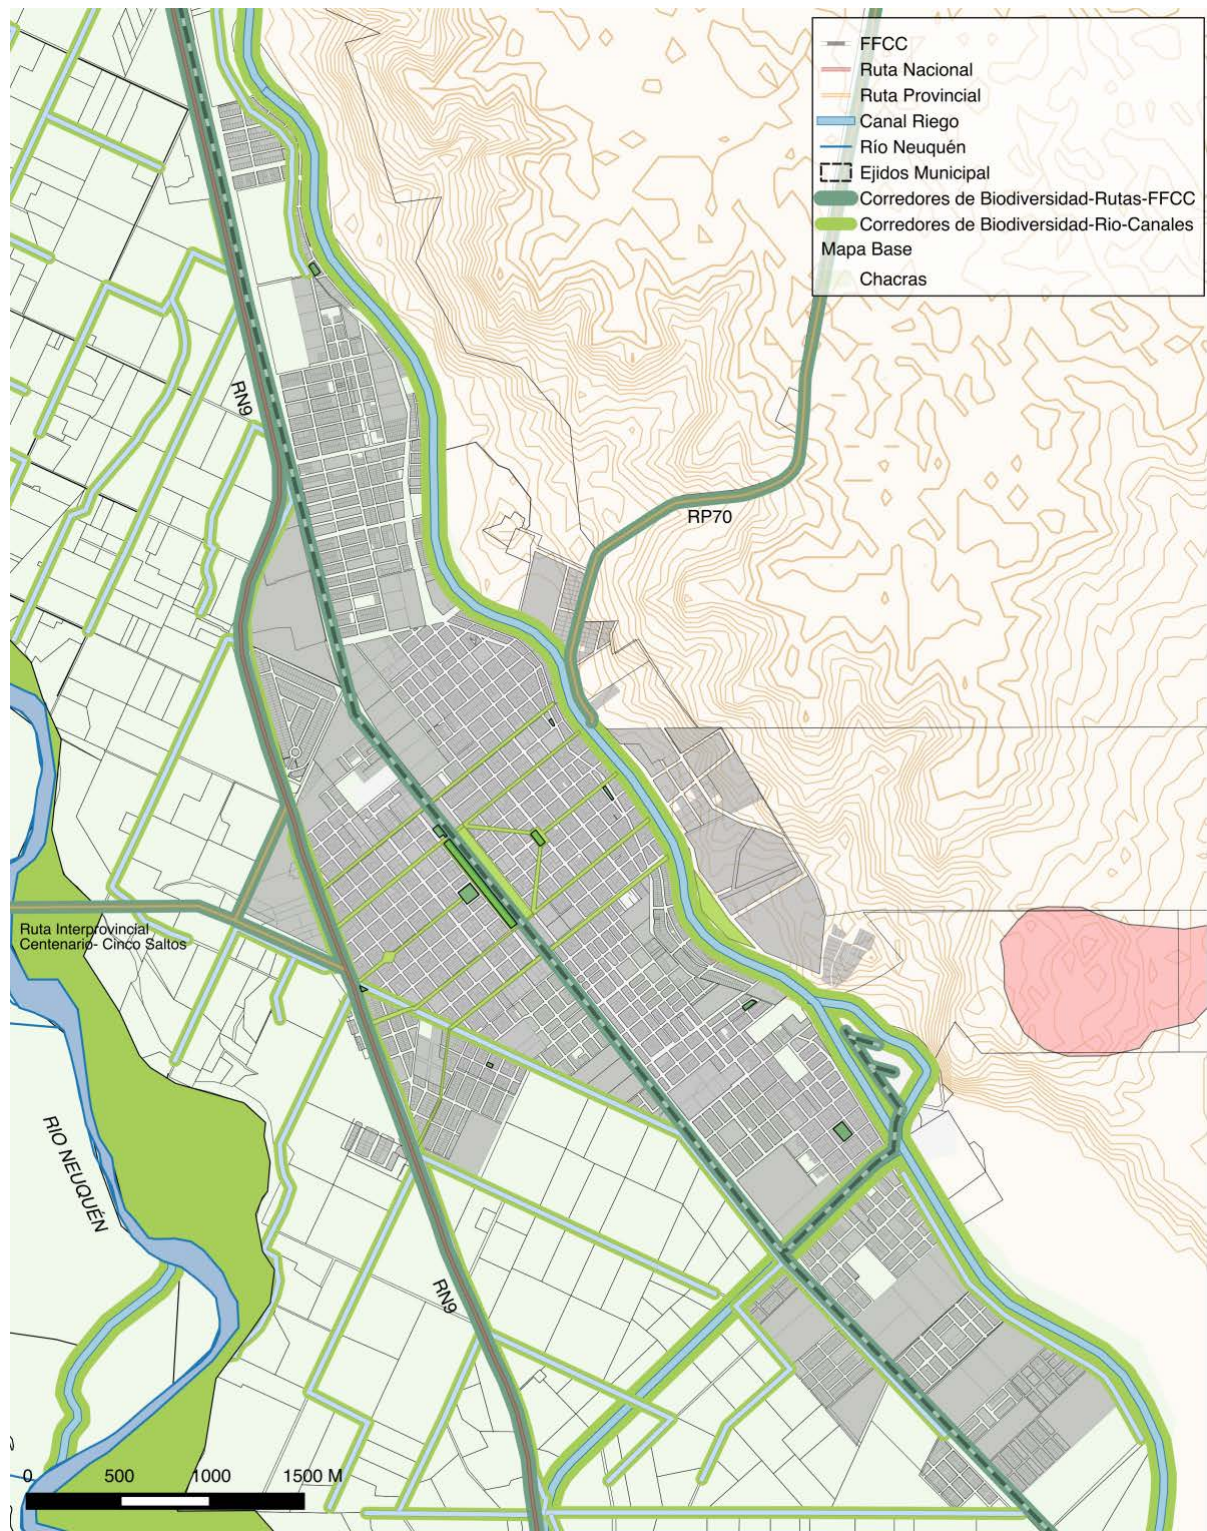 FFCC
Ruta Nacional
Ruta Provincial
Canal Riego
Río Neuquén
Ejidos Municipal
Corredores de Biodiversidad-Rutas-FFCC
Corredores de Biodiversidad-Rio-Canales
Mapa Base
Chacras
RN9
RP70
Ruta Interprovincial
Centenario- Cinco Saltos
RIO NEUQUÉN
RN9
0 500 1000 1500 M